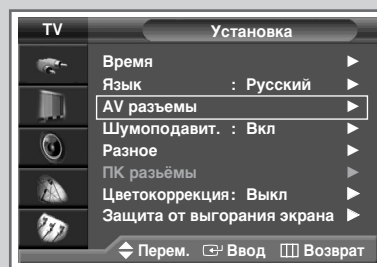 TV Установка
Время
Язык : Русский
AV разъемы
Шумоподавит. : Вкл
Разное
ПК разьёмы
Цветокоррекция: Выкл
Защита от выгорания экрана
Перем. Ввод Возврат